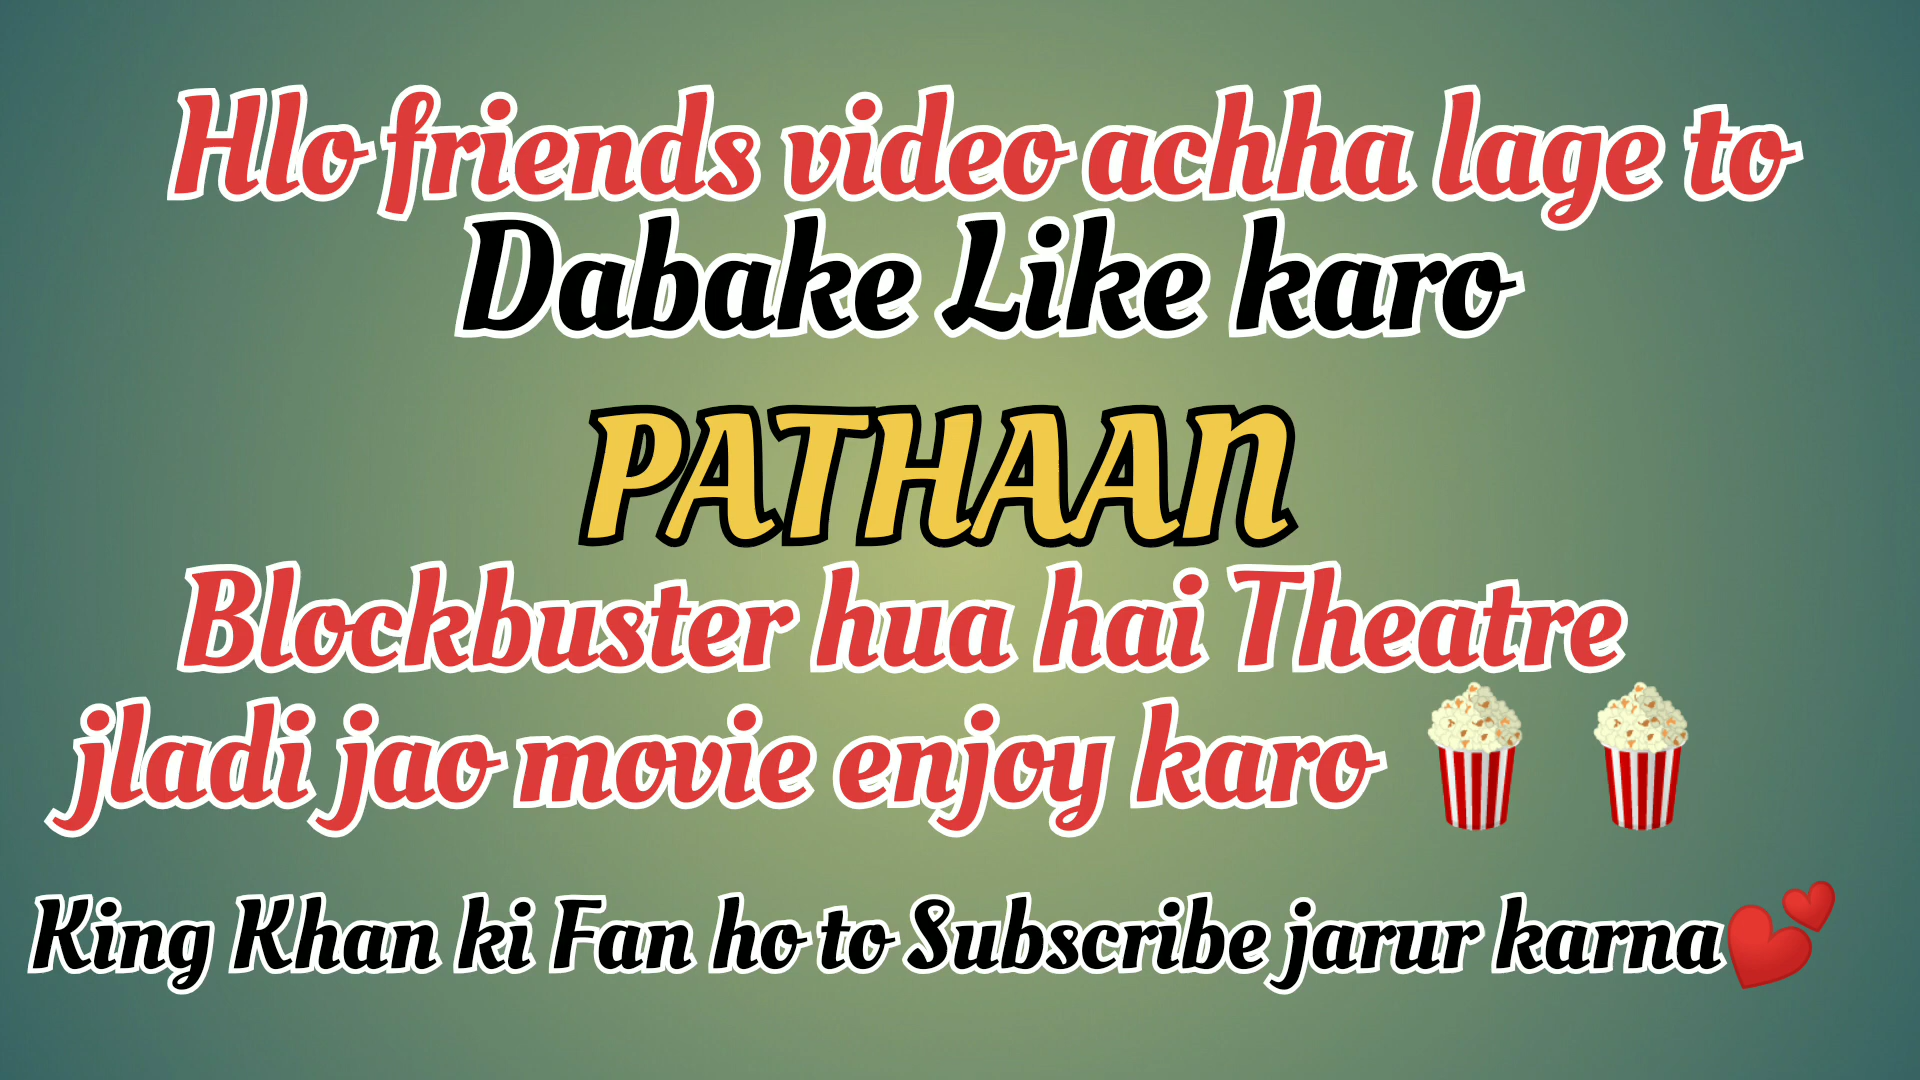 Hlo friends video achha lage to
Dabake Like karo
PATHAAN
Blockbuster hua hai Theatre
jladi jao movie enjoy karo 🍿 🍿
King Khan ki Fan ho to Subscribe jarur karna💕